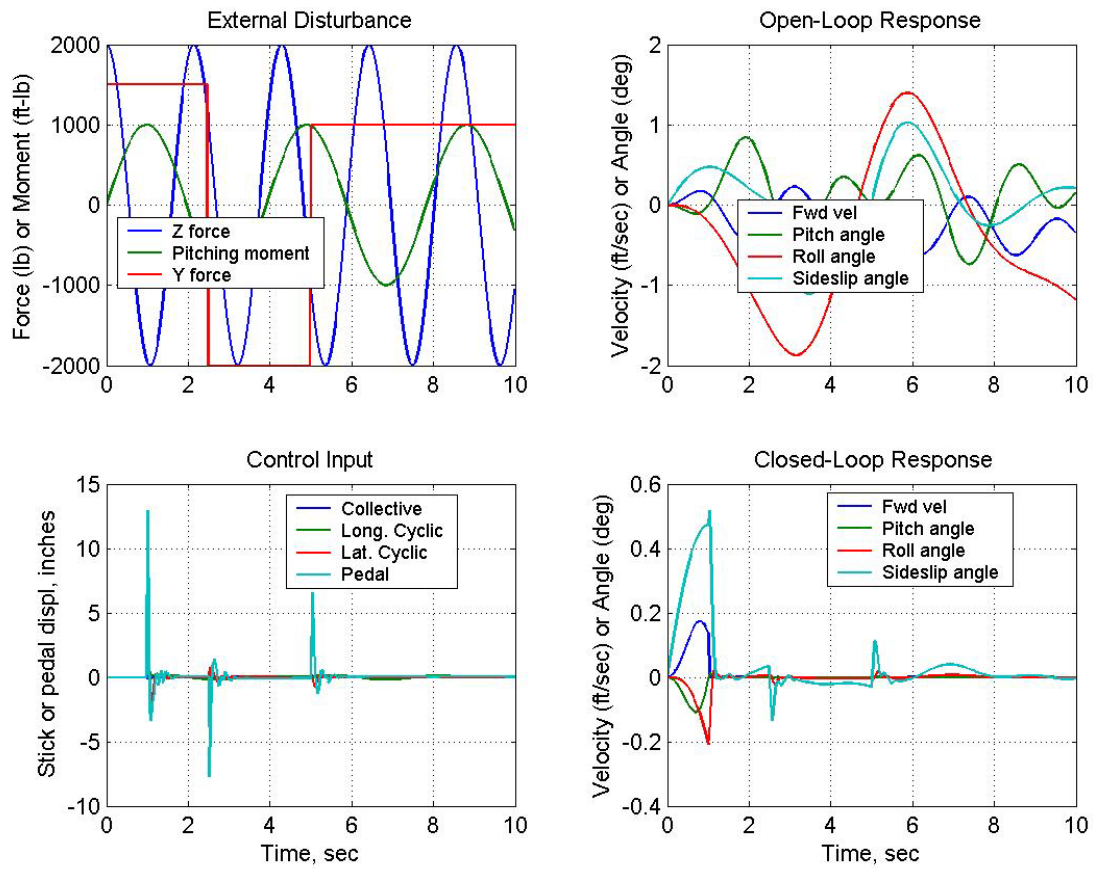 External Disturbance
Force (lb) or Moment (ft-lb)
2000
1000
0
-1000
-2000
0
2
4
6
8
10
Z force
Pitching moment
Y force
Open-Loop Response
Velocity (ft/sec) or Angle (deg)
2
1
0
-1
-2
0
2
4
6
8
10
Fwd vel
Pitch angle
Roll angle
Sideslip angle
Control Input
Stick or pedal displ, inches
15
10
5
0
-5
-10
0
2
4
6
8
10
Time, sec
Collective
Long. Cyclic
Lat. Cyclic
Pedal
Closed-Loop Response
Velocity (ft/sec) or Angle (deg)
0.6
0.4
0.2
0
-0.2
-0.4
0
2
4
6
8
10
Time, sec
Fwd vel
Pitch angle
Roll angle
Sideslip angle